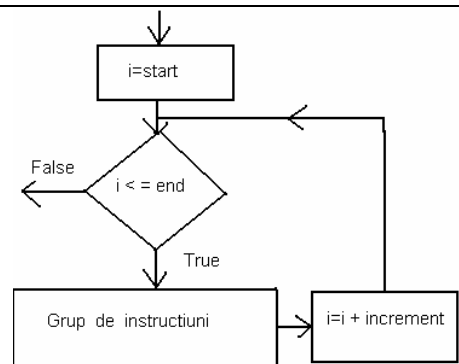 i=start
False
i < = end
True
Grup de instructiuni
i=i + increment